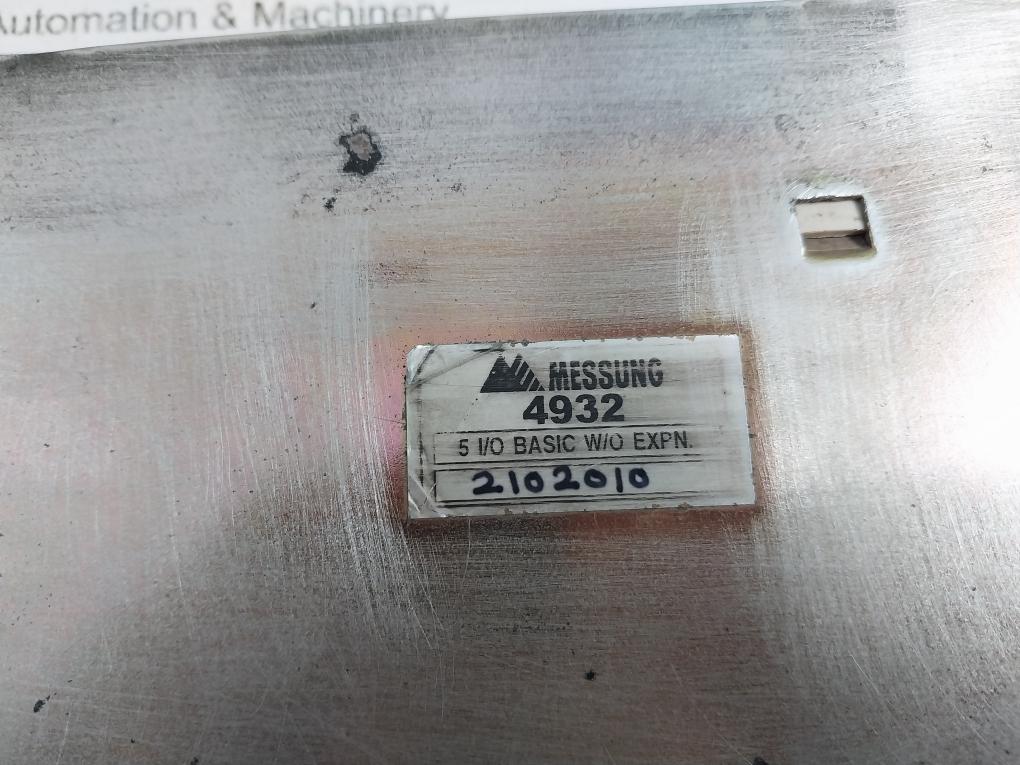 Automation & Machinery
MESSUNG
4932
5 I/O BASIC W/O EXPN.
2102010